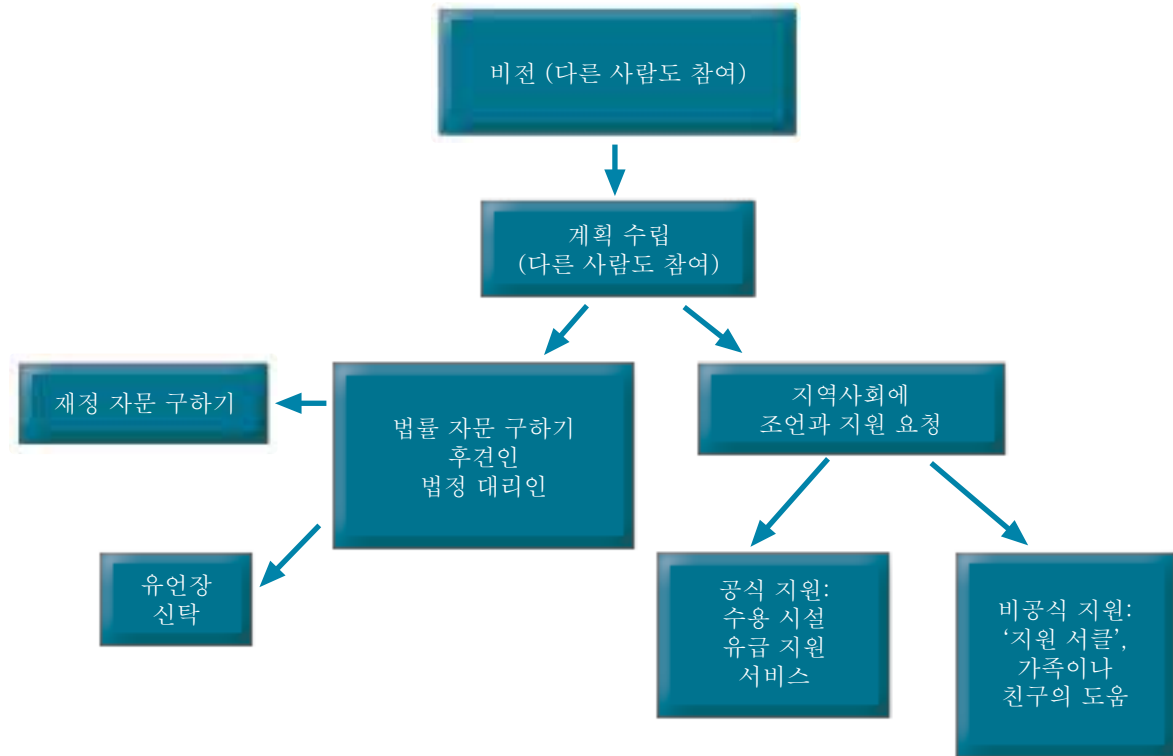 비전 (다른 사람도 참여)
계획 수립
(다른 사람도 참여)
재정 자문 구하기
법률 자문 구하기
후견인
법정 대리인
지역사회에
조언과 지원 요청
유언장
신탁
공식 지원:
수용 시설
유급 지원
서비스
비공식 지원:
‘지원 서클’,
가족이나
친구의 도움